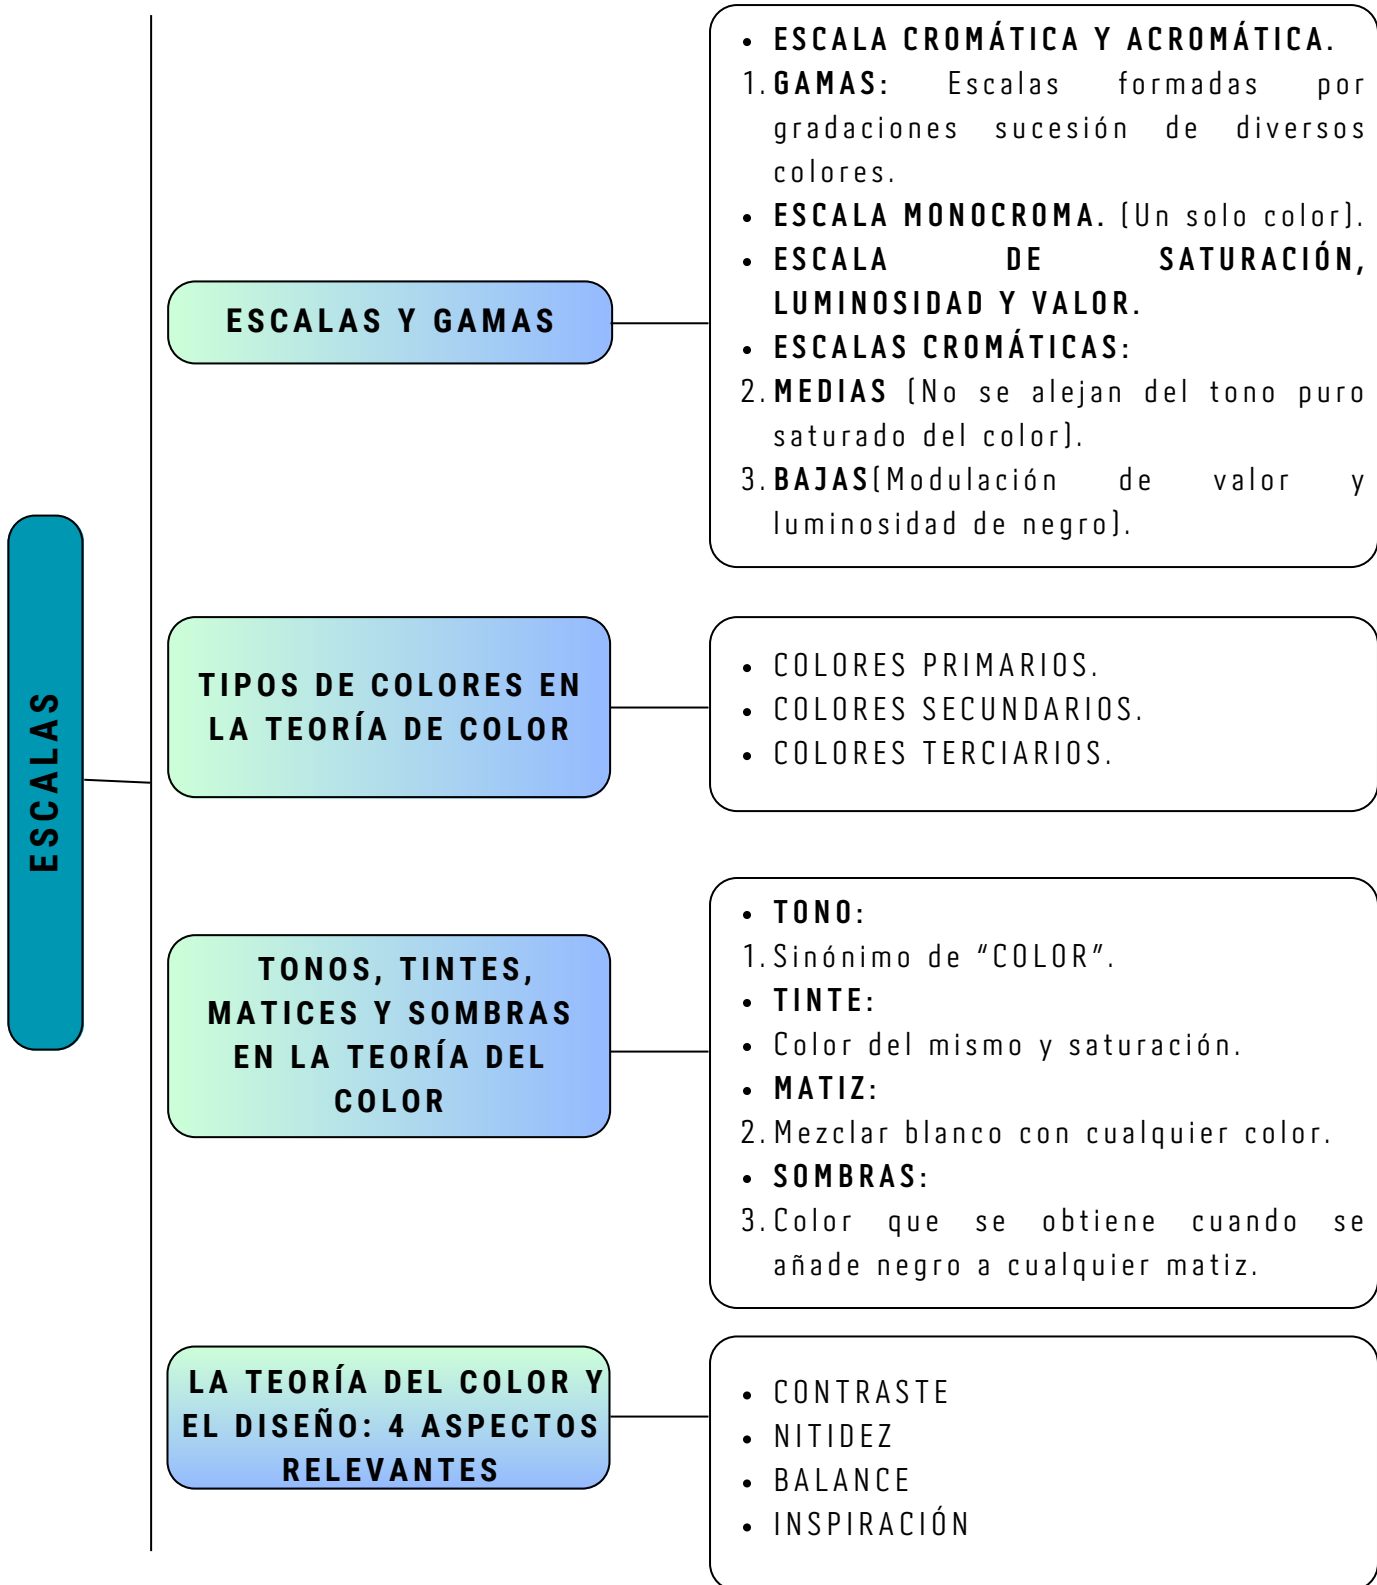 ESCALAS
ESCALAS Y GAMAS
• ESCALA CROMÁTICA Y ACROMÁTICA.
1. GAMAS: Escalas formadas por
gradaciones sucesión de diversos
colores.
• ESCALA MONOCROMA. (Un solo color).
• ESCALA DE SATURACIÓN,
LUMINOSIDAD Y VALOR.
• ESCALAS CROMÁTICAS:
2. MEDIAS (No se alejan del tono puro
saturado del color).
3. BAJAS(Modulación de valor y
luminosidad de negro).
TIPOS DE COLORES EN
LA TEORÍA DE COLOR
• COLORES PRIMARIOS.
• COLORES SECUNDARIOS.
• COLORES TERCIARIOS.
TONOS, TINTES,
MATICES Y SOMBRAS
EN LA TEORÍA DEL
COLOR
• TONO:
1. Sinónimo de “COLOR”.
• TINTE:
• Color del mismo y saturación.
• MATIZ:
2. Mezclar blanco con cualquier color.
• SOMBRAS:
3. Color que se obtiene cuando se
añade negro a cualquier matiz.
LA TEORÍA DEL COLOR Y
EL DISEÑO: 4 ASPECTOS
RELEVANTES
• CONTRASTE
• NITIDEZ
• BALANCE
• INSPIRACIÓN